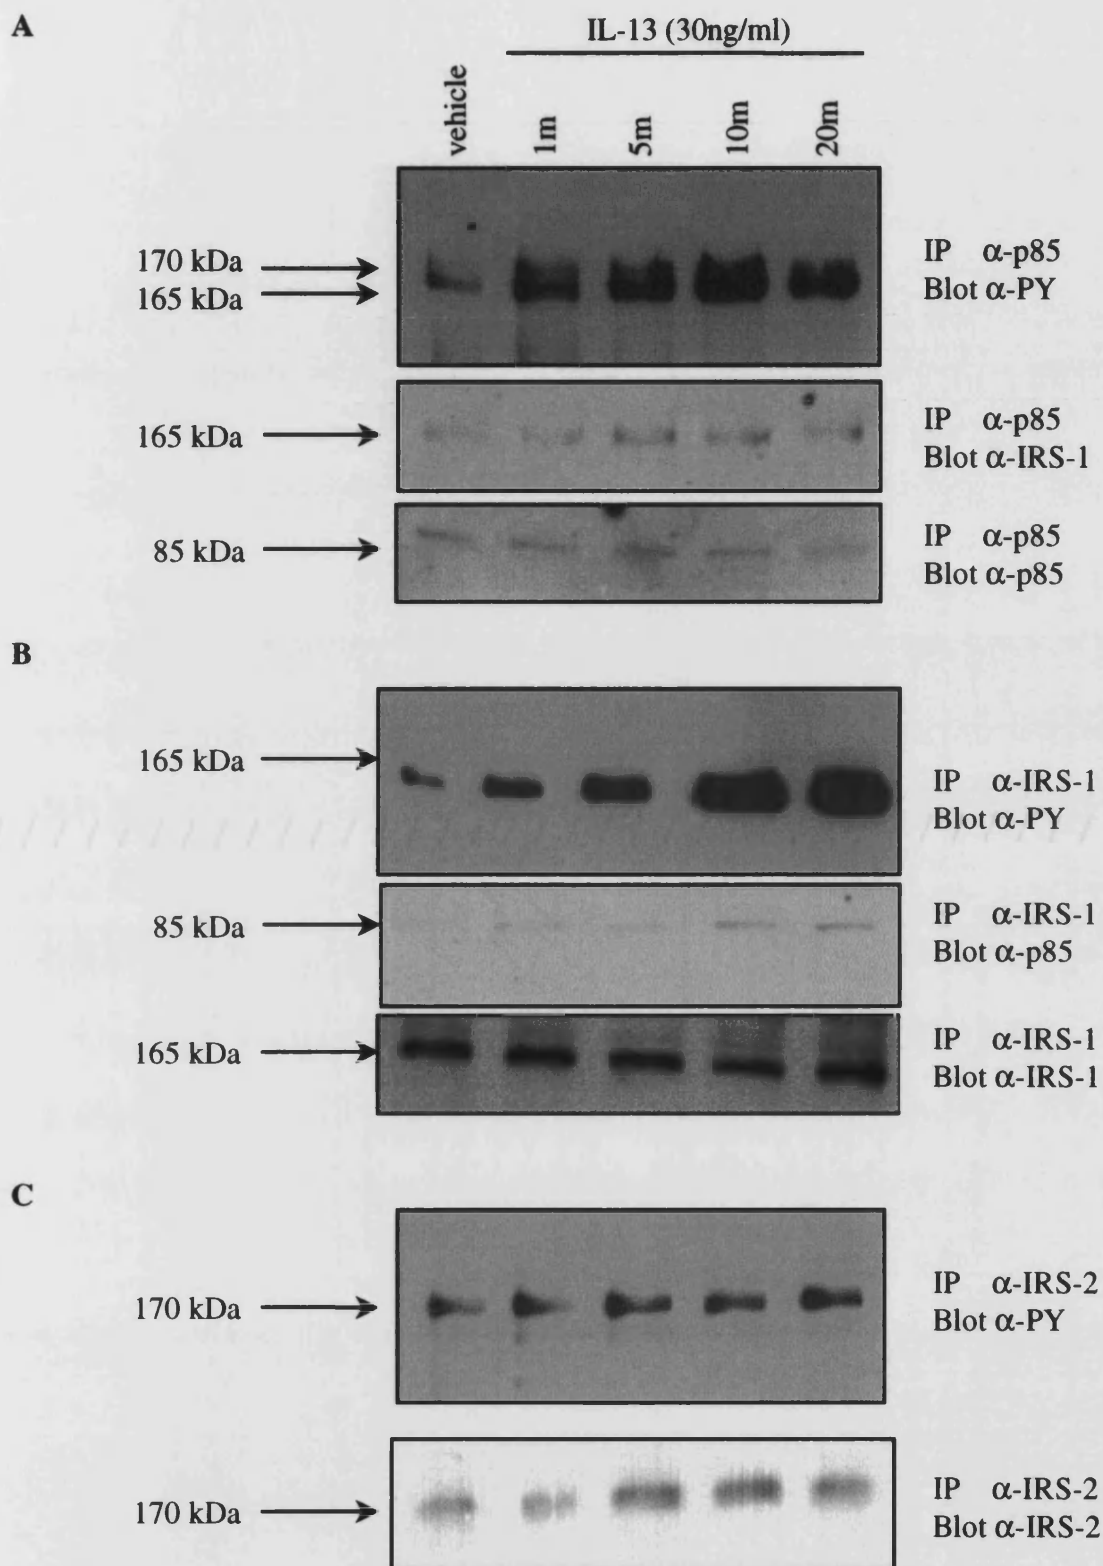 A
IL-13 (30ng/ml)
vehicle 1m 5m 10m 20m
170 kDa
165 kDa
IP α-p85
Blot α-PY
165 kDa
IP α-p85
Blot α-IRS-1
85 kDa
IP α-p85
Blot α-p85
B
165 kDa
IP α-IRS-1
Blot α-PY
85 kDa
IP α-IRS-1
Blot α-p85
165 kDa
IP α-IRS-1
Blot α-IRS-1
C
170 kDa
IP α-IRS-2
Blot α-PY
170 kDa
IP α-IRS-2
Blot α-IRS-2